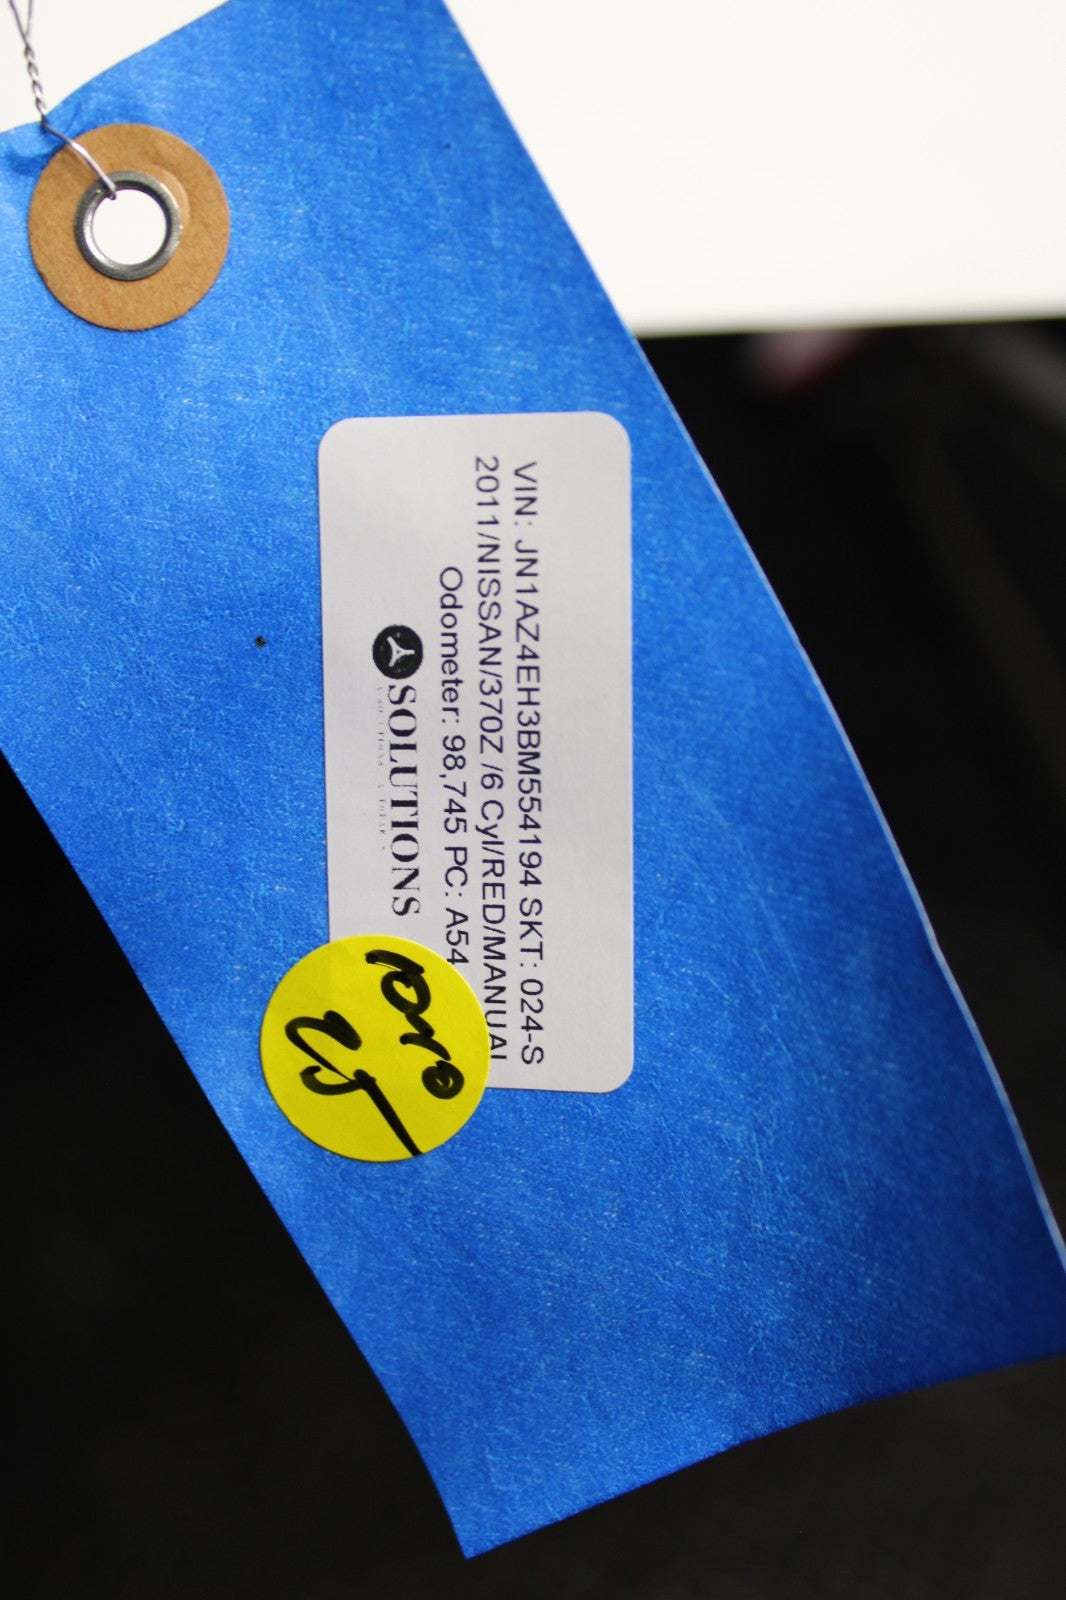 VIN: JN1AZ4EH3BM554194 SKT: 024-S
2011/NISSAN/370Z /6 Cyl/RED/MANUAL
Odometer: 98,745 PC: A54
SOLUTIONS